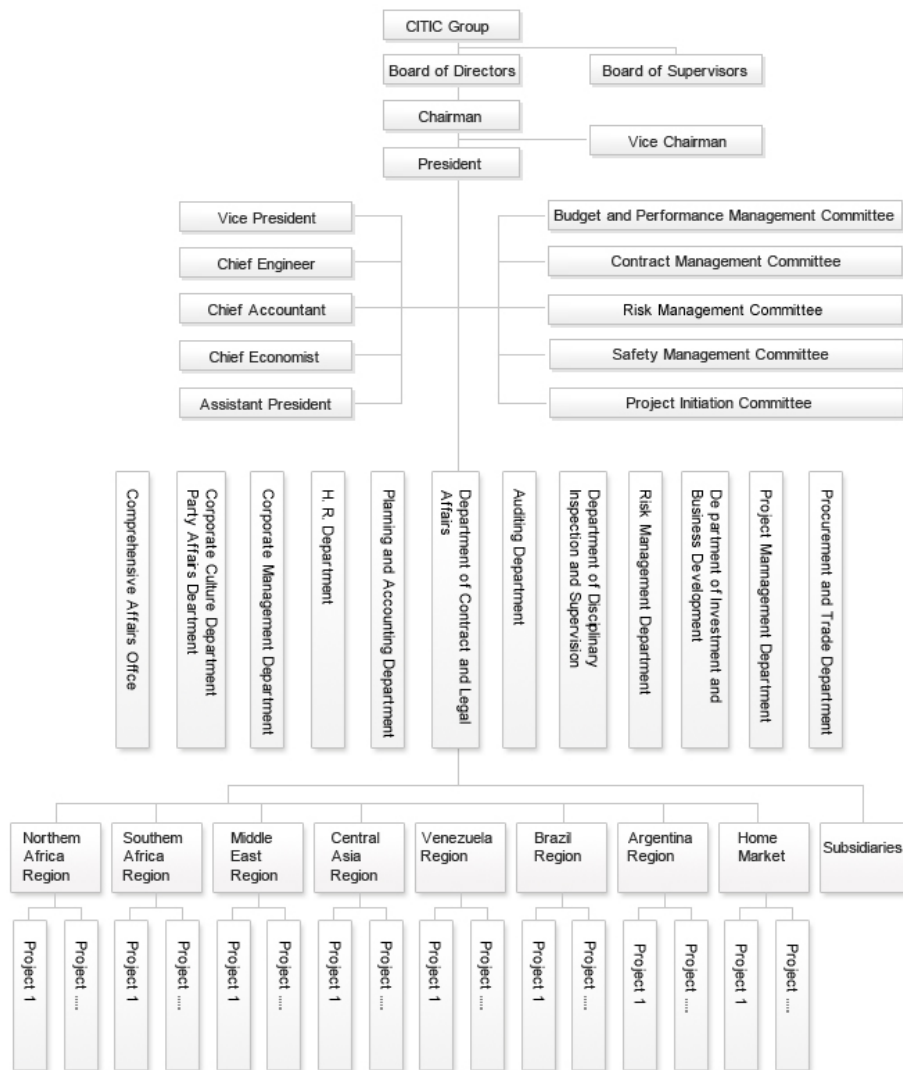 CITIC Group
Board of Directors
Board of Supervisors
Chairman
Vice Chairman
President
Vice President
Budget and Performance Management Committee
Chief Engineer
Contract Management Committee
Chief Accountant
Risk Management Committee
Chief Economist
Safety Management Committee
Assistant President
Project Initiation Committee
Comprehensive Affairs Offce
Corporate Culture Department
Party Affairs Deartment
Corporate Management Department
H. R. Department
Planning and Accounting Department
Department of Contract and Legal
Affairs
Auditing Department
Department of Disciplinary
Inspection and Supervision
Risk Management Department
De partment of Investment and
Business Development
Project Mannagement Department
Procurement and Trade Department
Northem
Africa
Region
Southem
Africa
Region
Middle
East
Region
Central
Asia
Region
Venezuela
Region
Brazil
Region
Argentina
Region
Home
Market
Subsidiaries
Project 1
Project .....
Project 1
Project .....
Project 1
Project .....
Project 1
Project .....
Project 1
Project .....
Project 1
Project .....
Project 1
Project .....
Project 1
Project .....